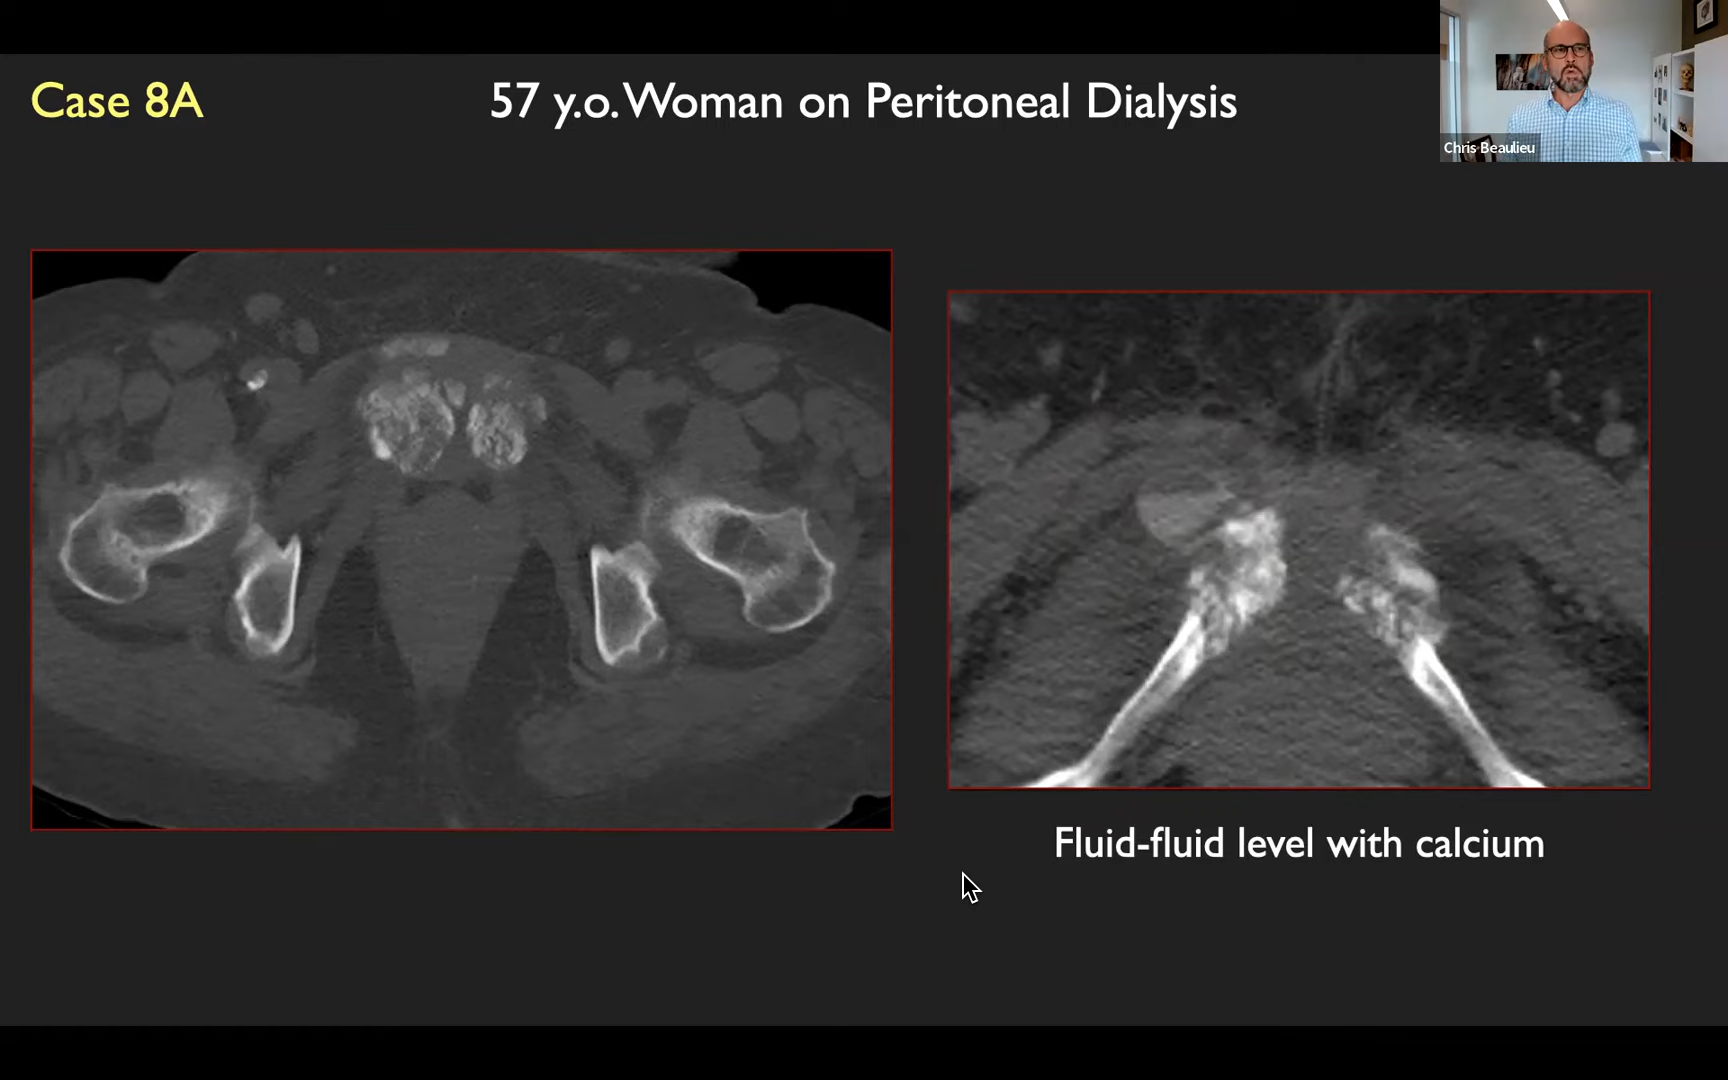 Case 8A
57 y.o. Woman on Peritoneal Dialysis
Chris Beaulieu
Fluid-fluid level with calcium